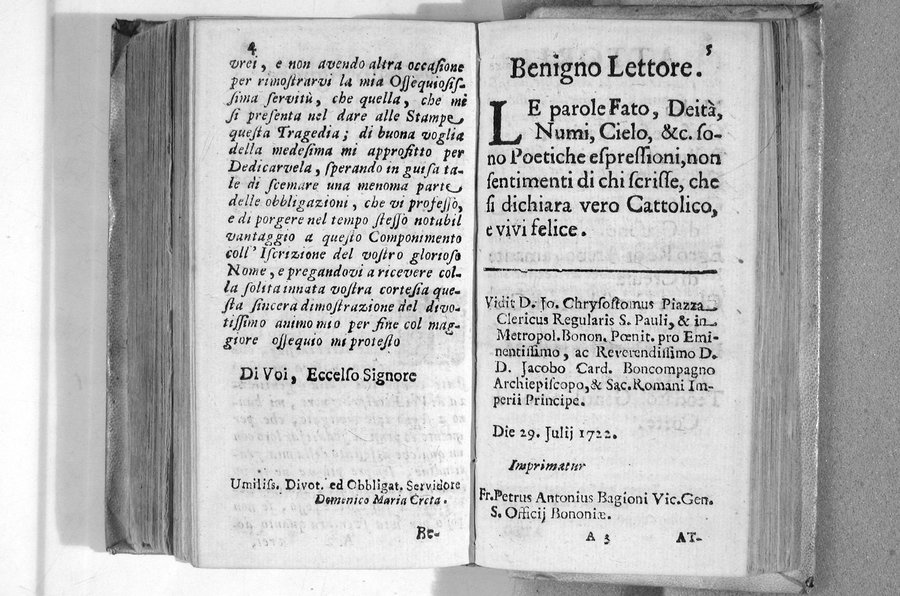 4
vrei, e non avendo altra occaſione
per rimoſtrarvi la mia Oſſequioſiſ-
ſima ſervitù, che quella, che mi
ſi preſenta nel dare alle Stampe
queſta Tragedia; di buona voglia
della medeſima mi approfitto per
Dedicarvela, ſperando in guiſa ta-
le di ſcemare una menoma parte
delle obbligazioni, che vi profeſſo,
e di porgere nel tempo ſteſſo notabil
vantaggio a queſto Componimento
coll' Iſcrizione del voſtro glorioſo
Nome, e pregandovi a ricevere col-
la ſolita innata voſtra corteſia que-
ſta ſincera dimoſtrazione del divo-
tiſſimo animo mio per fine col mag-
giore oſſequio mi proteſto
Di Voi, Eccelſo Signore
Umiliſs. Divot. ed Obbligat. Servidore
Domenico Maria Creta.
Be-
5
Benigno Lettore.
LE parole Fato, Deità,
Numi, Cielo, &c. ſo-
no Poetiche eſpreſſioni, non
ſentimenti di chi ſcriſſe, che
ſi dichiara vero Cattolico,
e vivi felice.
Vidit D. Jo. Chryſoſtomus Piazza
Clericus Regularis S. Pauli, & in
Metropol. Bonon. Pœnit. pro Emi-
nentiſſimo, ac Reverendiſſimo D.
D. Jacobo Card. Boncompagno
Archiepiſcopo, & Sac. Romani Im-
perii Principe.
Die 29. Julij 1722.
Imprimatur
Fr. Petrus Antonius Bagioni Vic. Gen.
S. Officij Bononiæ.
A 3 AT-